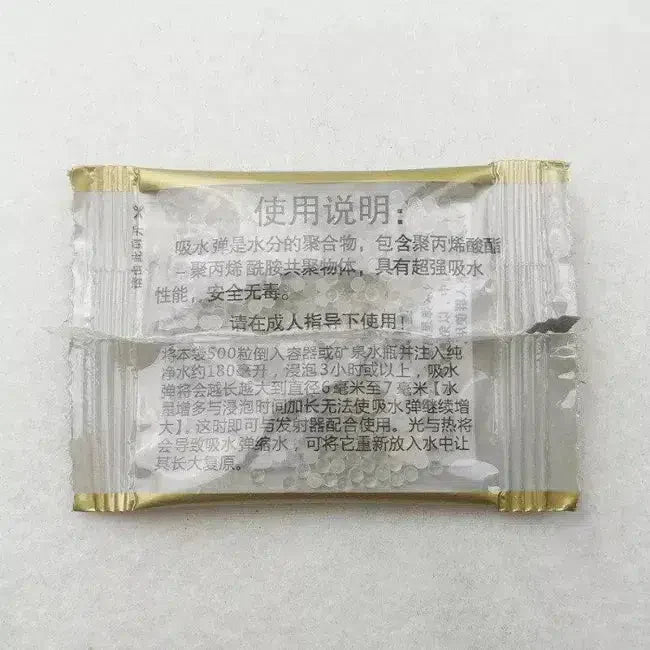 使用说明：
吸水弹是水分的聚合物，包含聚丙烯酸酯
–聚丙烯 酰胺共聚物体，具有超强吸水
性能，安全无毒。
请在成人指导下使用！
将本袋500粒倒入容器或矿泉水瓶并注入纯
净水约180毫升，浸泡3小时或以上，吸水
弹将会越长越大到直径6毫米至7毫米【水
量增多与浸泡时间加长无法使吸水弹继续增
大】，这时即可与发射器配合使用。光与热将
会导致吸水弹缩水，可将它重新放入水中让
其长大复原。